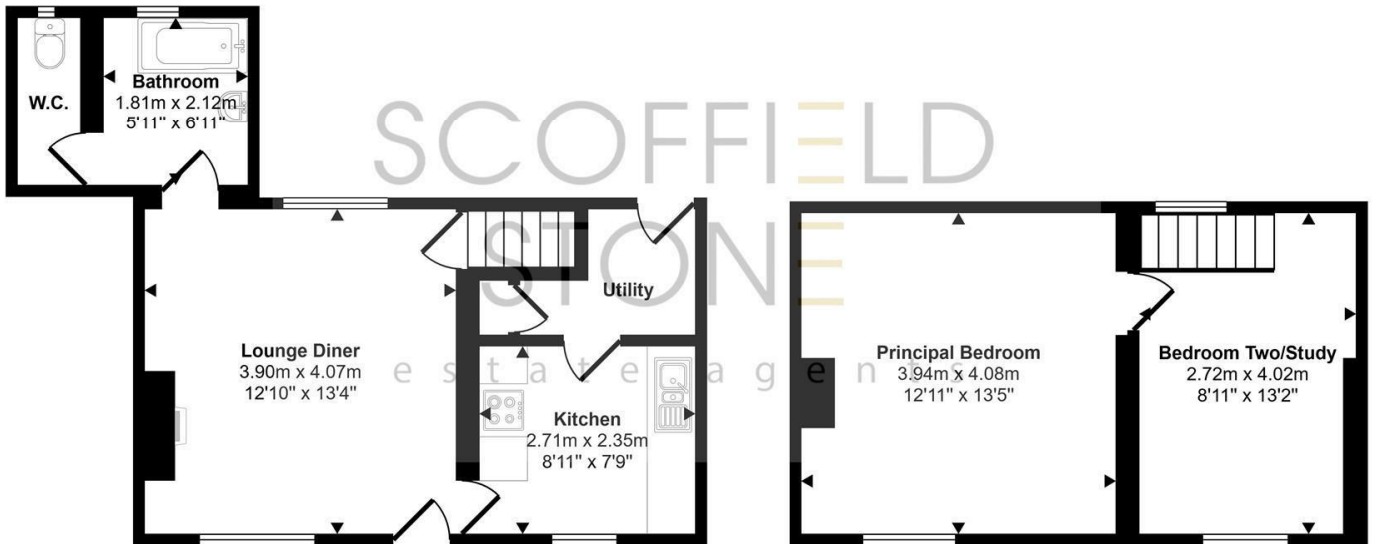 W.C.
Bathroom
1.81m x 2.12m
5'11" x 6'11"
SCOFFIELD
STONE
estate agents
Lounge Diner
3.90m x 4.07m
12'10" x 13'4"
Utility
Kitchen
2.71m x 2.35m
8'11" x 7'9"
Principal Bedroom
3.94m x 4.08m
12'11" x 13'5"
Bedroom Two/Study
2.72m x 4.02m
8'11" x 13'2"